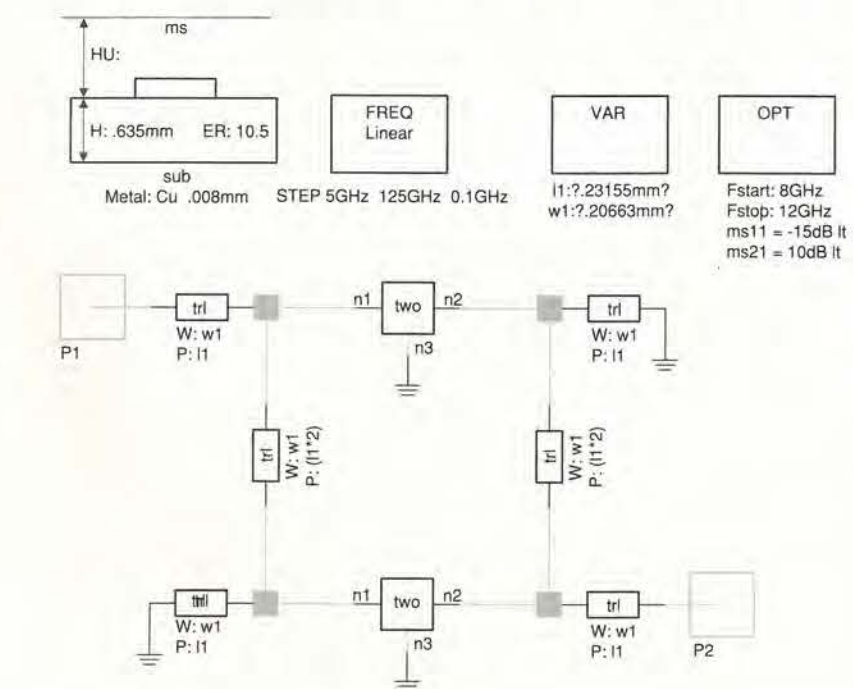 ms
HU:
H: .635mm ER: 10.5
sub
Metal: Cu .008mm
FREQ
Linear
STEP 5GHz 125GHz 0.1GHz
VAR
l1:?.23155mm?
w1:?.20663mm?
OPT
Fstart: 8GHz
Fstop: 12GHz
ms11 = -15dB lt
ms21 = 10dB lt
P1
trl
W: w1
P: l1
n1 two n2
n3
trl
W: w1
P: l1
trl
W: w1
P: (l1*2)
trl
W: w1
P: (l1*2)
trl
W: w1
P: l1
n1 two n2
n3
trl
W: w1
P: l1
P2